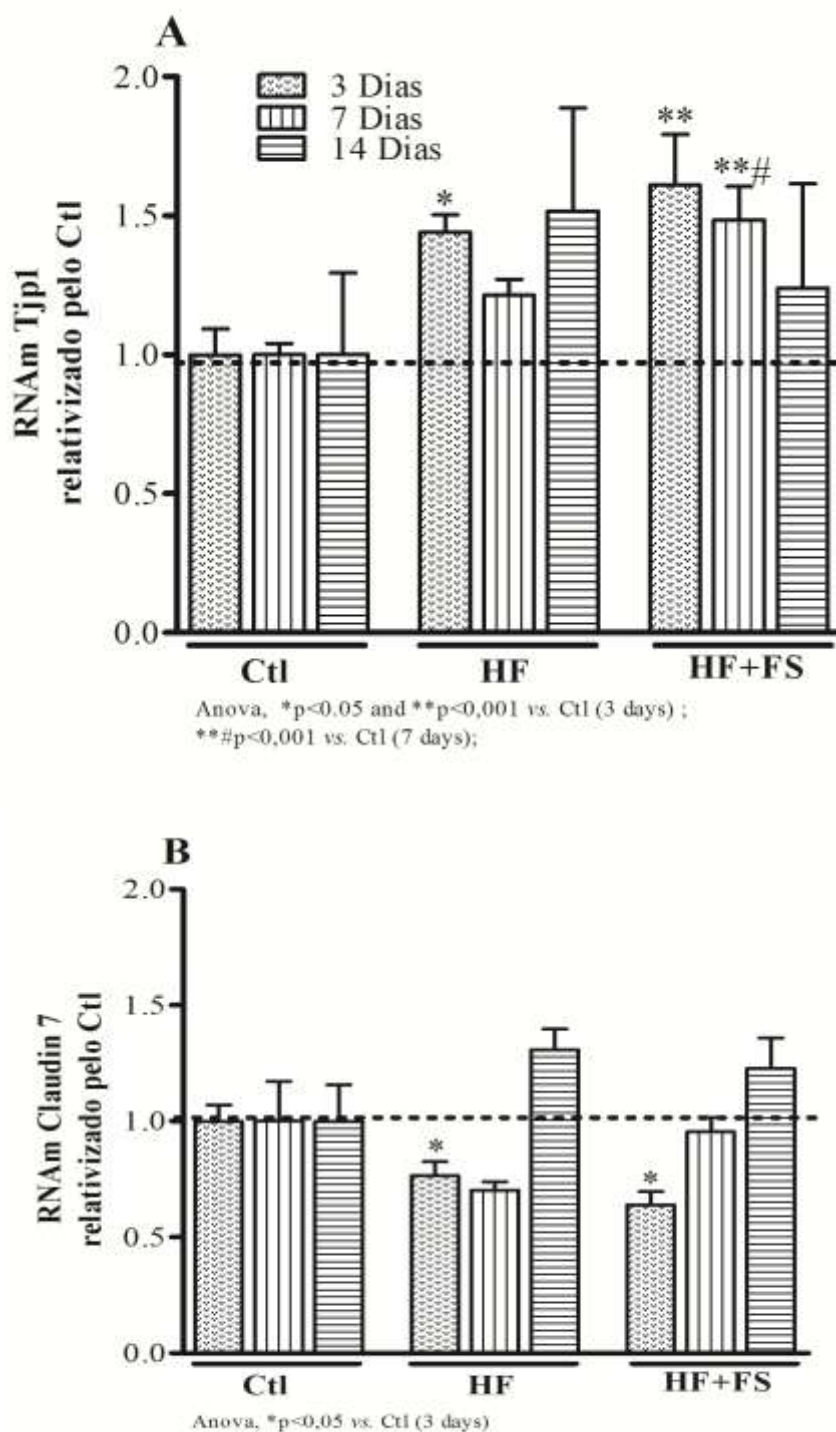 A
2.0
3 Dias
7 Dias
14 Dias
**
**#
*
1.5
1.0
0.5
0.0
RNAm Tjp1
relativizado pelo Ctl
Ctl
HF
HF+FS
Anova, *p<0.05 and **p<0,001 vs. Ctl (3 days) ;
**#p<0,001 vs. Ctl (7 days);
B
2.0
1.5
1.0
0.5
0.0
*
*
RNAm Claudin 7
relativizado pelo Ctl
Ctl
HF
HF+FS
Anova, *p<0,05 vs. Ctl (3 days)